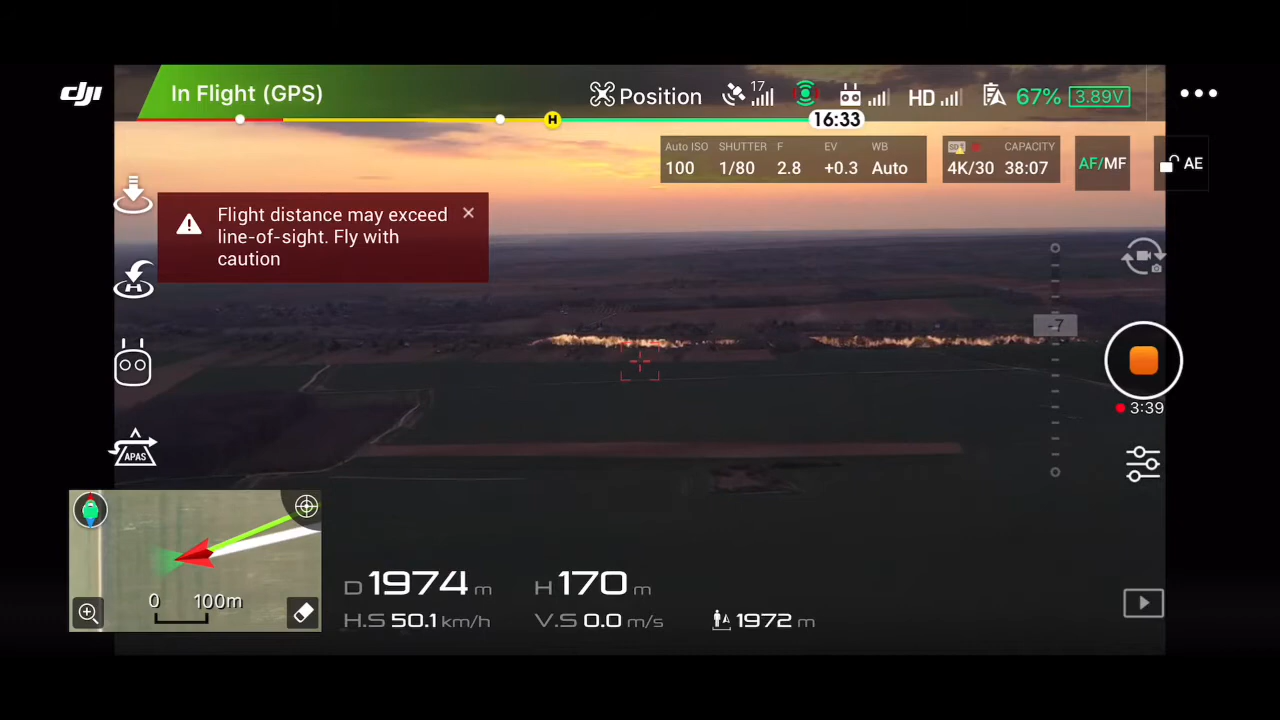 dji
In Flight (GPS)
Position
17
HD
67%
3.89V
H
16:33
Auto ISO
100
SHUTTER
1/80
F
2.8
EV
+0.3
WB
Auto
4K/30
CAPACITY
38:07
AF/MF
AE
Flight distance may exceed
line-of-sight. Fly with
caution
-7
3:39
APAS
0 100m
D 1974 m
H 170 m
H.S 50.1 km/h
V.S 0.0 m/s
1972 m